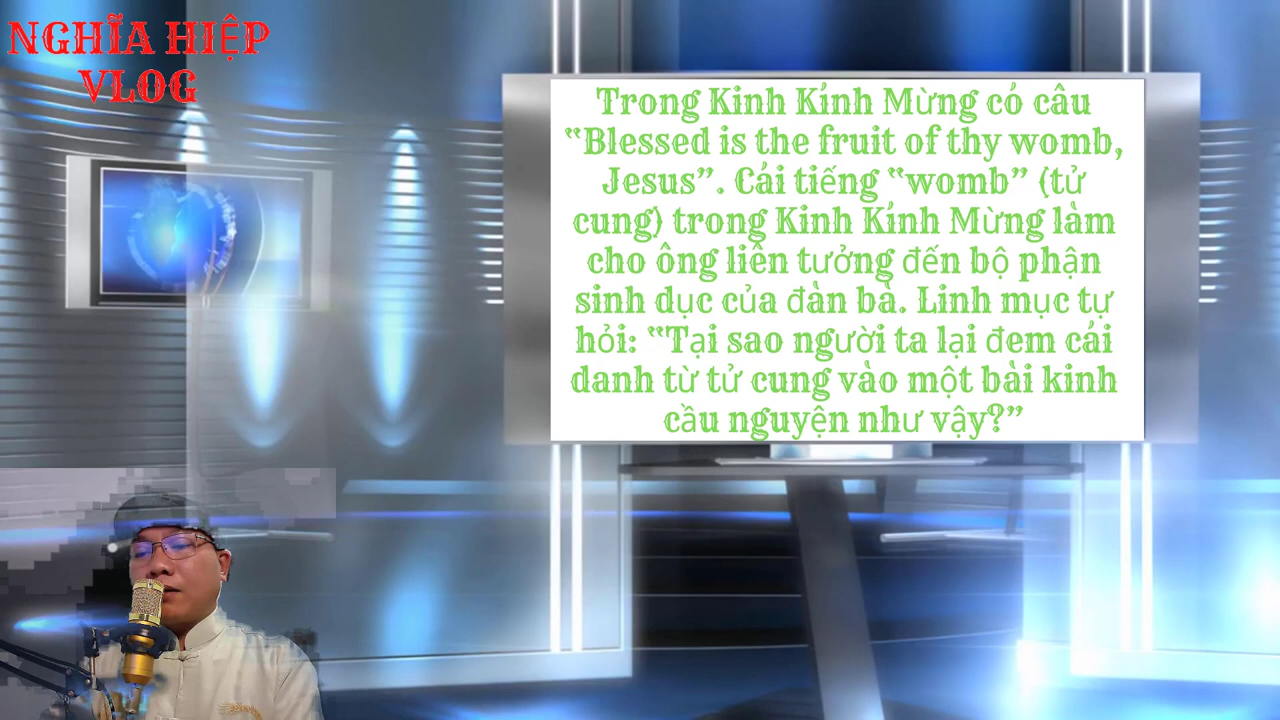 NGHĨA HIỆP
VLOG
Trong Kinh Kính Mừng có câu
“Blessed is the fruit of thy womb,
Jesus”. Cái tiếng “womb” (tử
cung) trong Kinh Kính Mừng làm
cho ông liên tưởng đến bộ phận
sinh dục của đàn bà. Linh mục tự
hỏi: “Tại sao người ta lại đem cái
danh từ tử cung vào một bài kinh
cầu nguyện như vậy?”